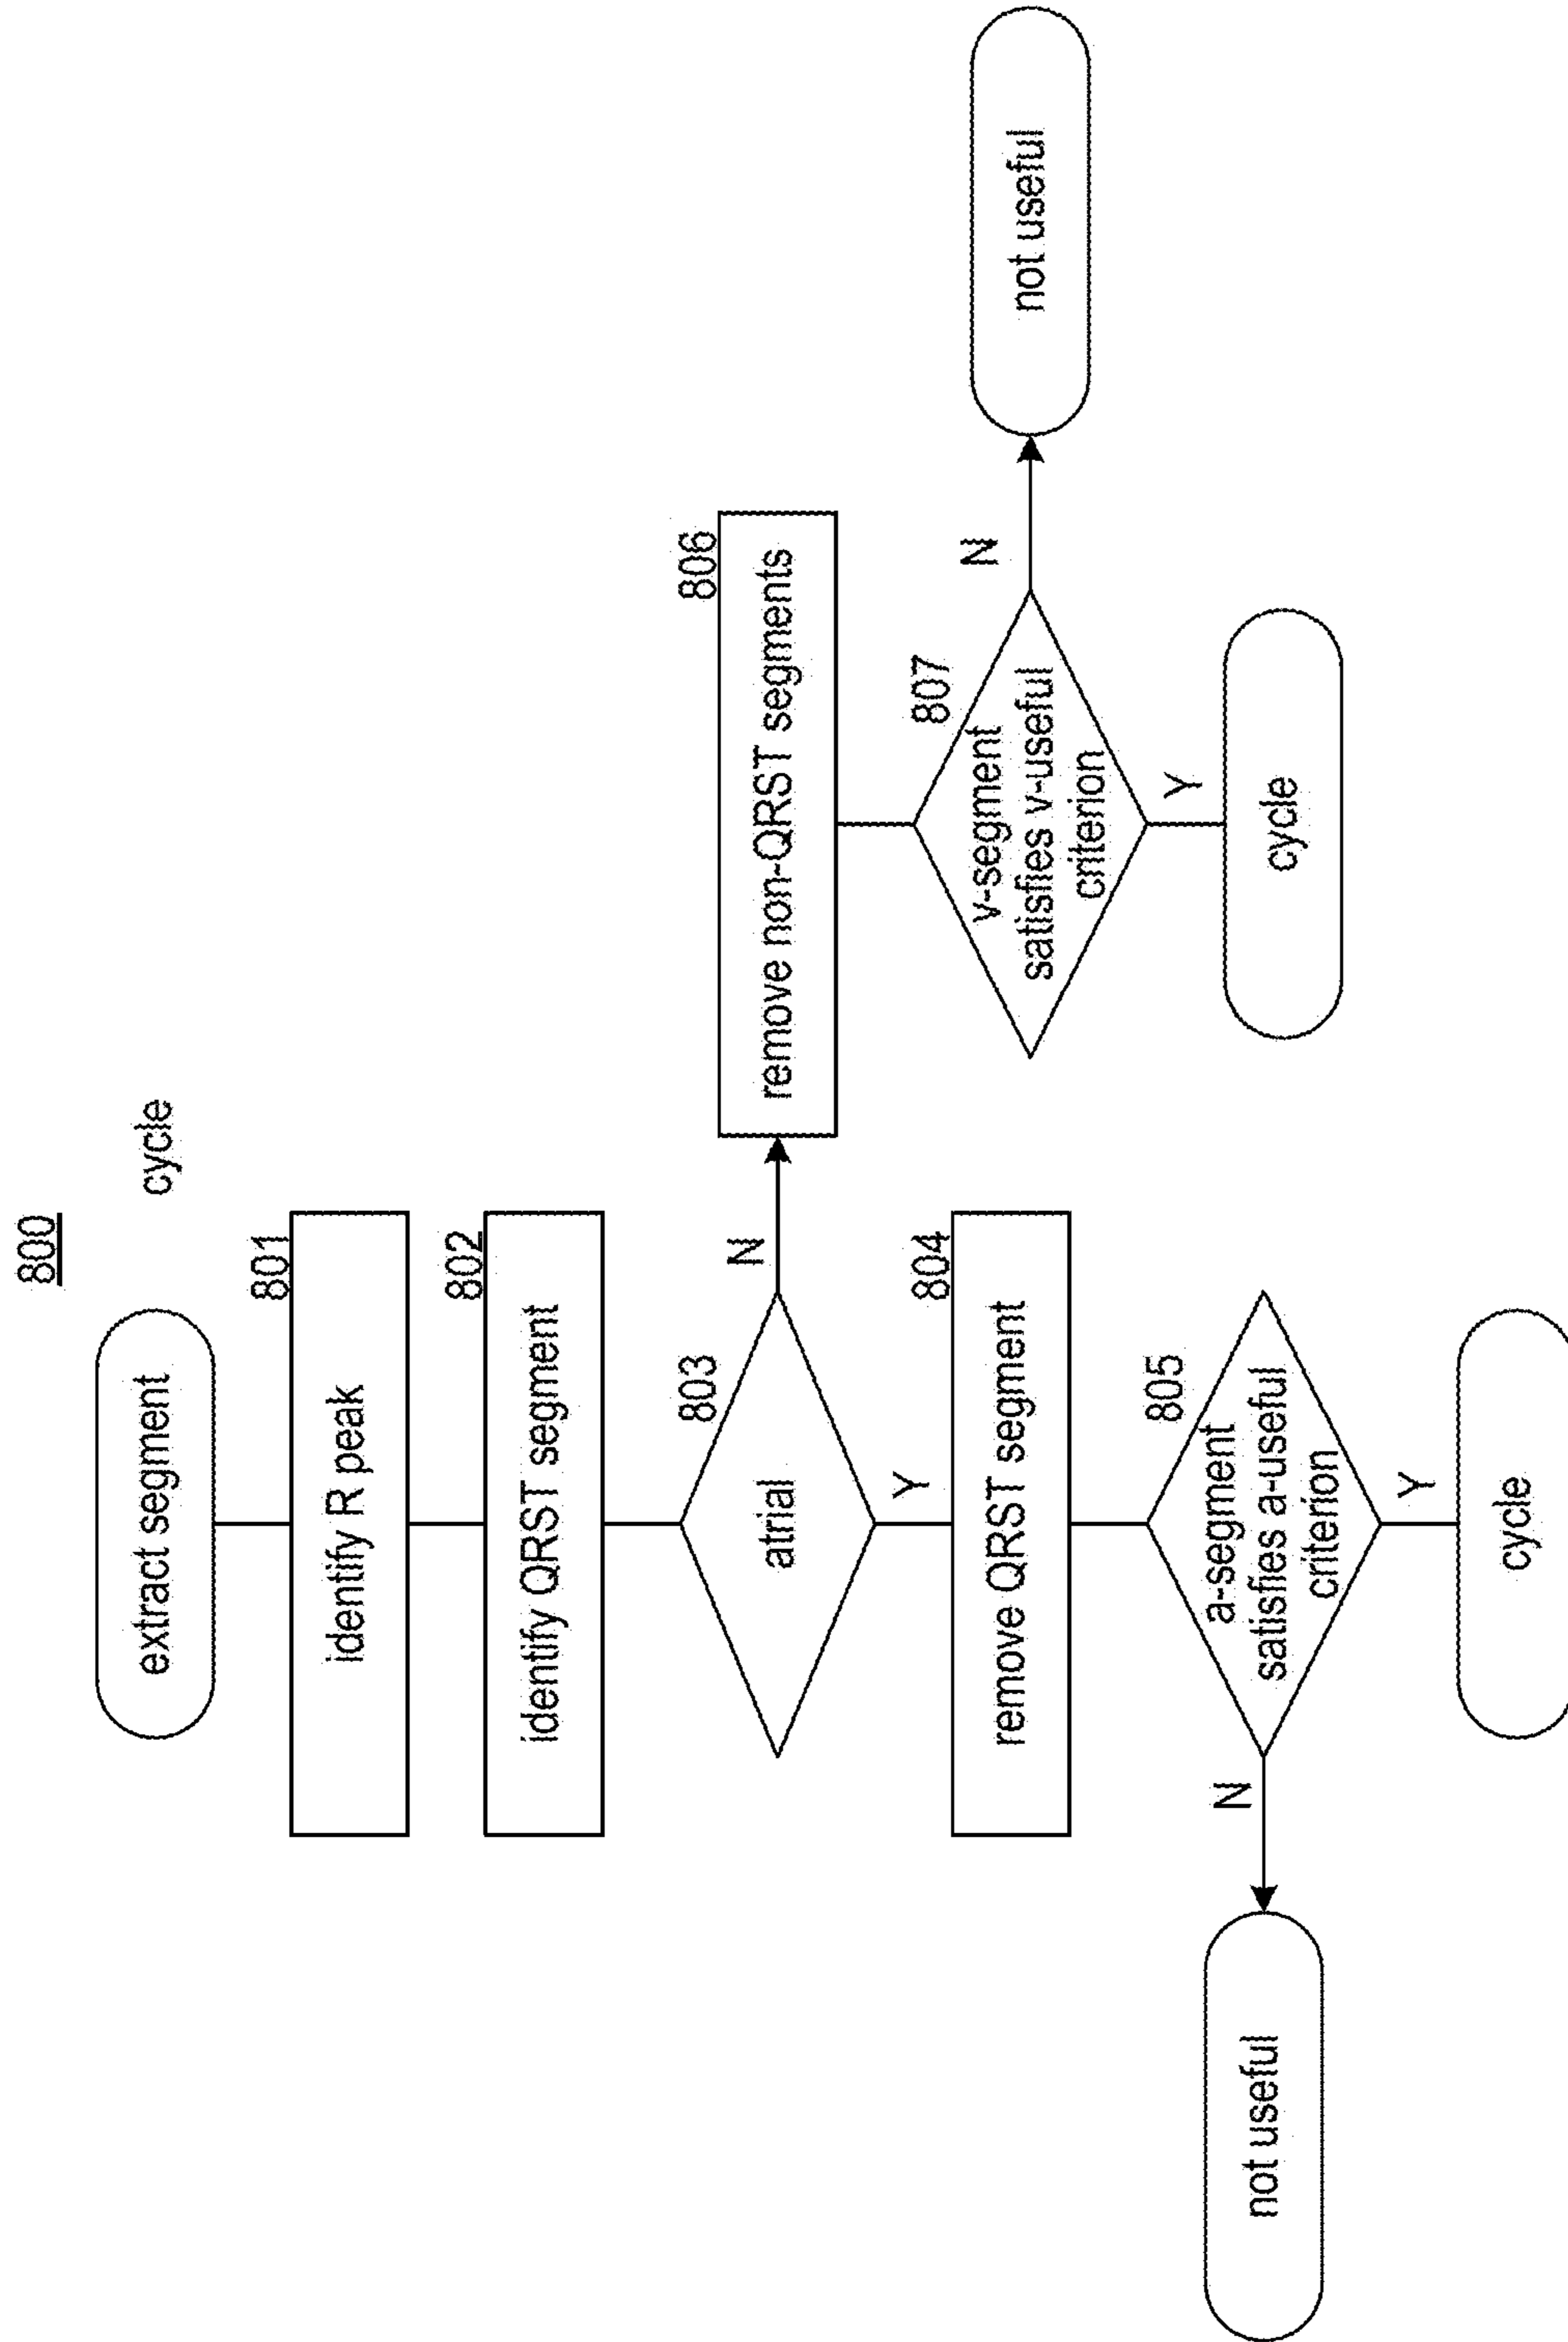 800
extract segment
cycle
801
identify R peak
802
identify QRST segment
803
atrial
N
Y
806
remove non-QRST segments
804
remove QRST segment
807
v-segment
satisfies v-useful
criterion
N
not useful
Y
cycle
805
a-segment
satisfies a-useful
criterion
N
not useful
Y
cycle